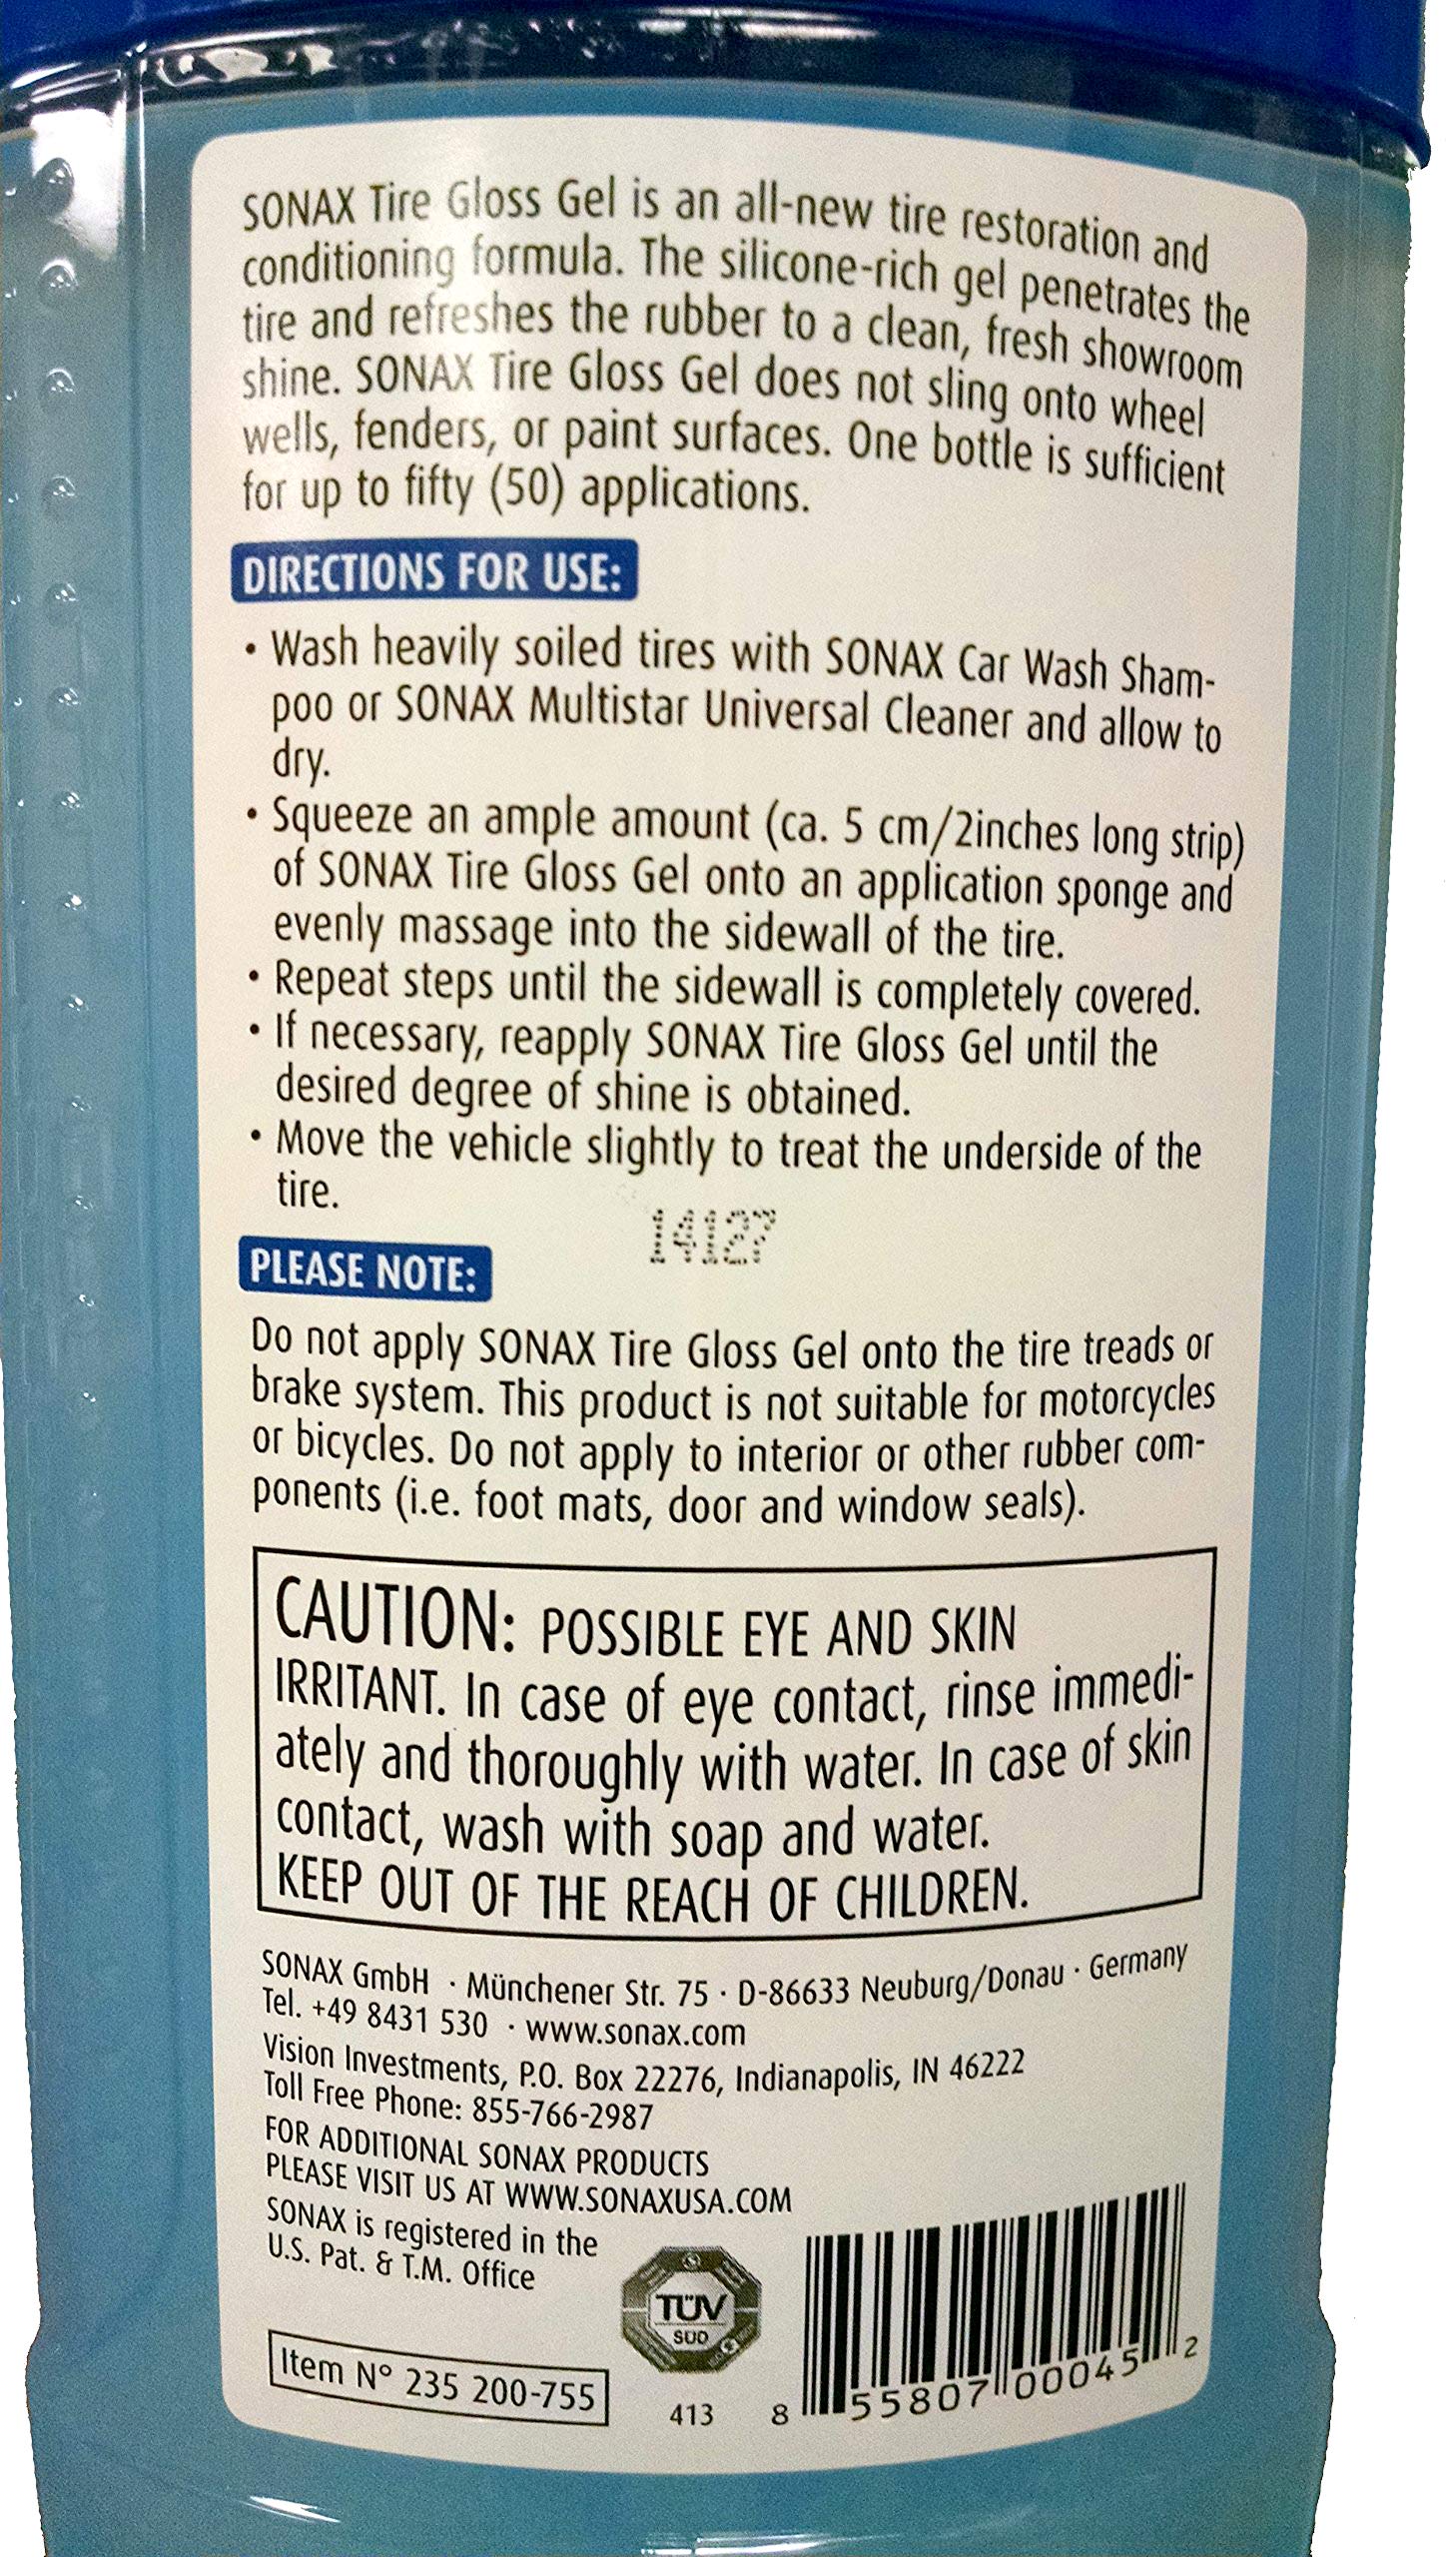 SONAX Tire Gloss Gel is an all-new tire restoration and
conditioning formula. The silicone-rich gel penetrates the
tire and refreshes the rubber to a clean, fresh showroom
shine. SONAX Tire Gloss Gel does not sling onto wheel
wells, fenders, or paint surfaces. One bottle is sufficient
for up to fifty (50) applications.
DIRECTIONS FOR USE:
• Wash heavily soiled tires with SONAX Car Wash Sham-
poo or SONAX Multistar Universal Cleaner and allow to
dry.
• Squeeze an ample amount (ca. 5 cm/2inches long strip)
of SONAX Tire Gloss Gel onto an application sponge and
evenly massage into the sidewall of the tire.
• Repeat steps until the sidewall is completely covered.
• If necessary, reapply SONAX Tire Gloss Gel until the
desired degree of shine is obtained.
• Move the vehicle slightly to treat the underside of the
tire.
14127
PLEASE NOTE:
Do not apply SONAX Tire Gloss Gel onto the tire treads or
brake system. This product is not suitable for motorcycles
or bicycles. Do not apply to interior or other rubber com-
ponents (i.e. foot mats, door and window seals).
CAUTION: POSSIBLE EYE AND SKIN
IRRITANT. In case of eye contact, rinse immedi-
ately and thoroughly with water. In case of skin
contact, wash with soap and water.
KEEP OUT OF THE REACH OF CHILDREN.
SONAX GmbH · Münchener Str. 75 · D-86633 Neuburg/Donau · Germany
Tel. +49 8431 530 · www.sonax.com
Vision Investments, P.O. Box 22276, Indianapolis, IN 46222
Toll Free Phone: 855-766-2987
FOR ADDITIONAL SONAX PRODUCTS
PLEASE VISIT US AT WWW.SONAXUSA.COM
SONAX is registered in the
U.S. Pat. & T.M. Office
TÜV
SÜD
Item N° 235 200-755
413
8 55807 00045 2